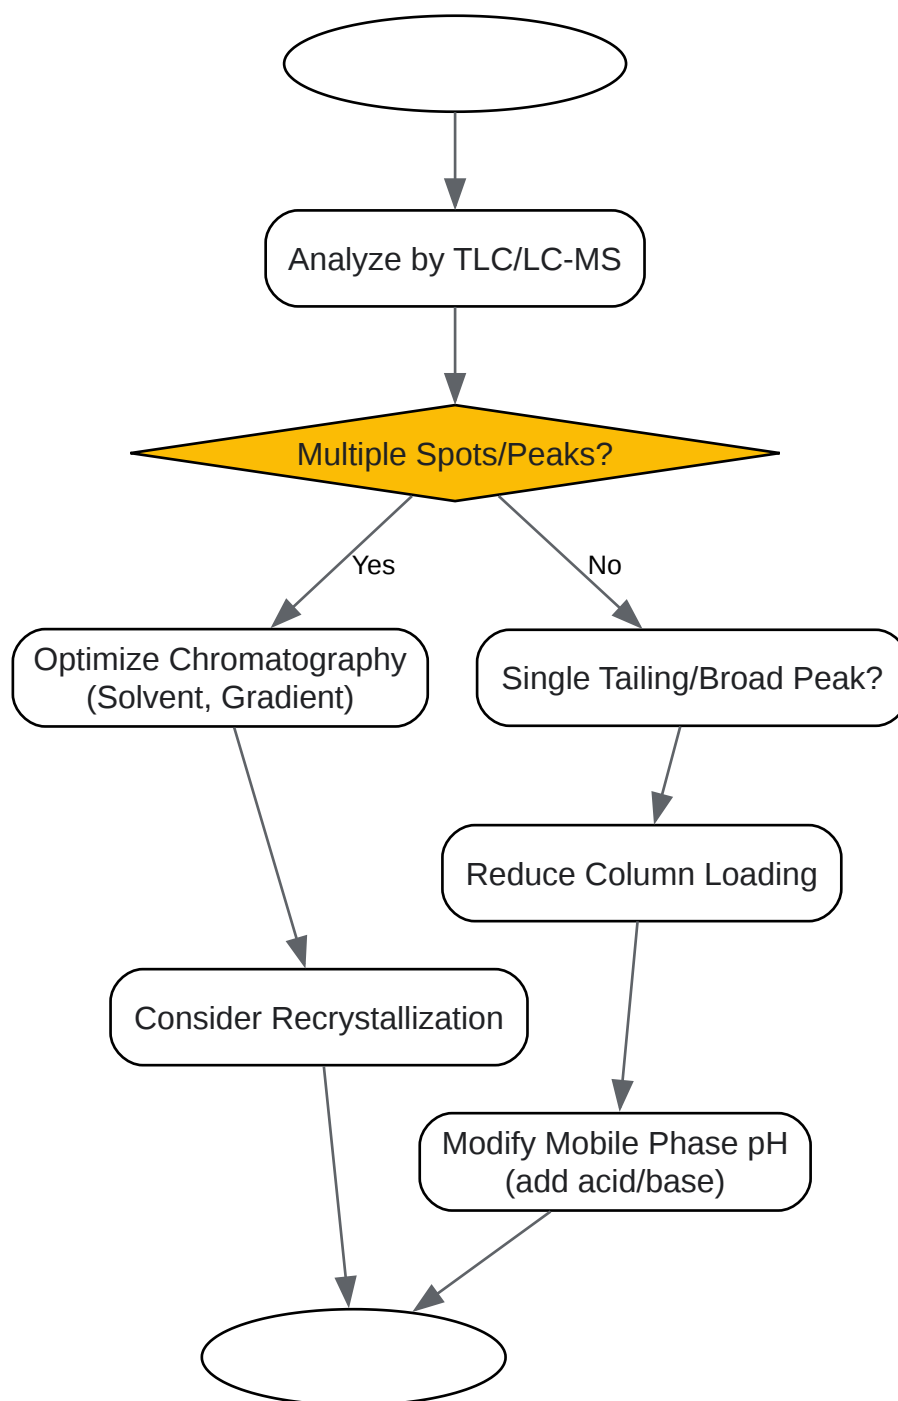 Analyze by TLC/LC-MS
Multiple Spots/Peaks?
Yes
No
Optimize Chromatography
(Solvent, Gradient)
Single Tailing/Broad Peak?
Reduce Column Loading
Consider Recrystallization
Modify Mobile Phase pH
(add acid/base)